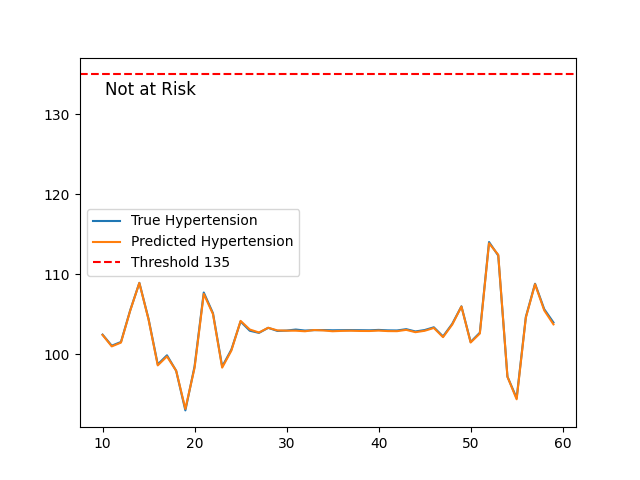 Not at Risk
True Hypertension
Predicted Hypertension
Threshold 135
130
120
110
100
10 20 30 40 50 60